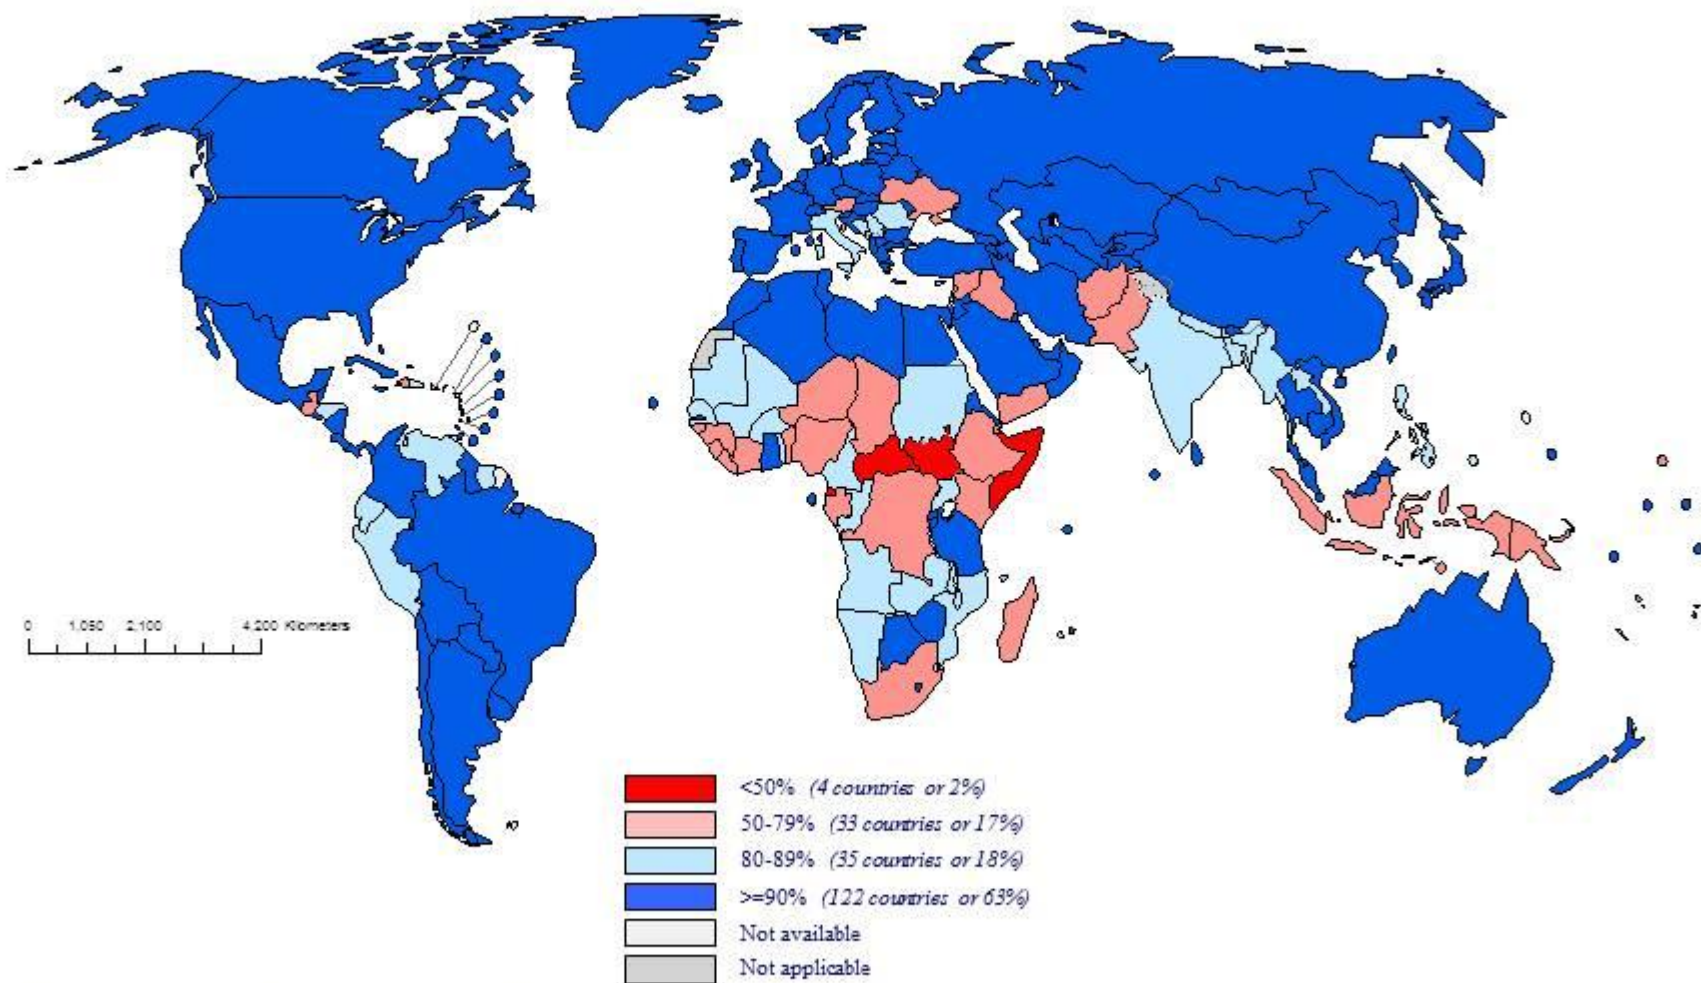 0 1,050 2,100 4,200 Kilometers
<50% (4 countries or 2%)
50-79% (33 countries or 17%)
80-89% (35 countries or 18%)
>=90% (122 countries or 63%)
Not available
Not applicable